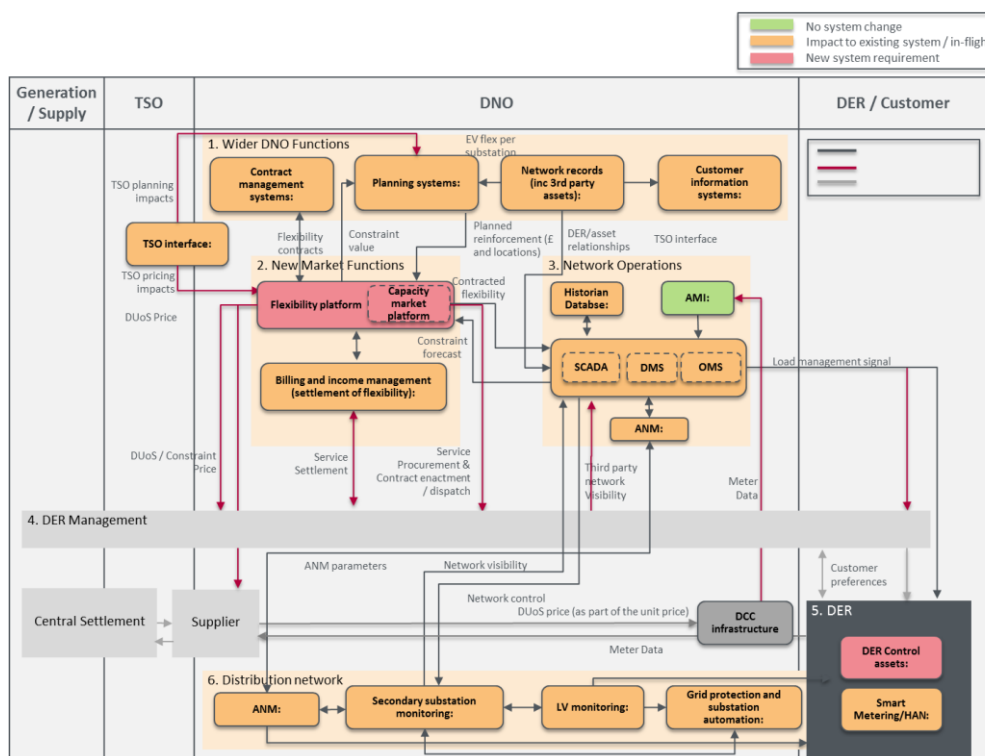 No system change
Impact to existing system / in-flight
New system requirement
Generation
/ Supply
TSO
DNO
DER / Customer
1. Wider DNO Functions
EV flex per
substation
Contract
management
systems:
Planning systems:
Network records
(inc 3rd party
assets):
Customer
information
systems:
TSO planning
impacts
TSO interface:
Flexibility
contracts
Constraint
value
Planned
reinforcement (£
and locations)
DER/asset
relationships
TSO interface
TSO pricing
impacts
DUoS Price
2. New Market Functions
Flexibility platform
Capacity
market
platform
Contracted
flexibility
Constraint
forecast
Billing and income management
(settlement of flexibility):
3. Network Operations
Historian
Databse:
AMI:
SCADA
DMS
OMS
Load management signal
ANM:
DUoS / Constraint
Price
Service
Settlement
Service
Procurement &
Contract enactment
/ dispatch
Third party
network
Visibility
Meter
Data
4. DER Management
ANM parameters
Network visibility
Customer
preferences
Network control
DUoS price (as part of the unit price)
Central Settlement
Supplier
DCC
infrastructure
Meter Data
5. DER
DER Control
assets:
Smart
Metering/HAN:
6. Distribution network
ANM:
Secondary substation
monitoring:
LV monitoring:
Grid protection and
substation
automation: